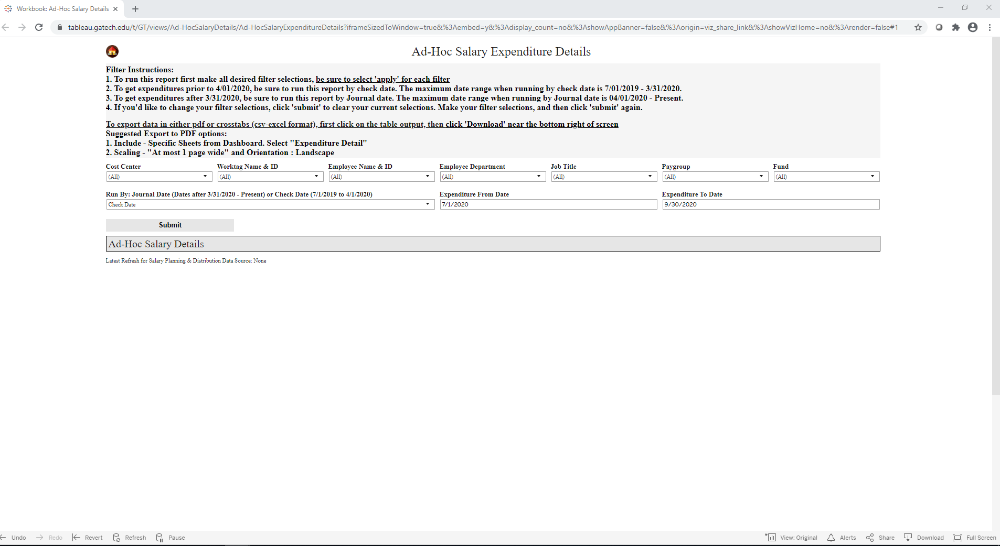 Workbook: Ad-Hoc Salary Details
tableau.gatech.edu/t/GT/views/Ad-HocSalaryDetails/Ad-HocSalaryExpenditureDetails?iframeSizedToWindow=true&%3Aembed=y&%3Adisplay_count=no&%3AshowAppBanner=false&%3Aorigin=viz_share_link&%3AshowVizHome=no&%3Arender=false#1
Ad-Hoc Salary Expenditure Details
Filter Instructions:
1. To run this report first make all desired filter selections, be sure to select 'apply' for each filter
2. To get expenditures prior to 4/01/2020, be sure to run this report by check date. The maximum date range when running by check date is 7/01/2019 - 3/31/2020.
3. To get expenditures after 3/31/2020, be sure to run this report by Journal date. The maximum date range when running by Journal date is 04/01/2020 - Present.
4. If you'd like to change your filter selections, click 'submit' to clear your current selections. Make your filter selections, and then click 'submit' again.
To export data in either pdf or crosstabs (csv-excel format), first click on the table output, then click 'Download' near the bottom right of screen
Suggested Export to PDF options:
1. Include - Specific Sheets from Dashboard. Select "Expenditure Detail"
2. Scaling - "At most 1 page wide" and Orientation : Landscape
Cost Center Worktag Name & ID Employee Name & ID Employee Department Job Title Paygroup Fund
(All) (All) (All) (All) (All) (All) (All)
Run By: Journal Date (Dates after 3/31/2020 - Present) or Check Date (7/1/2019 to 4/1/2020) Expenditure From Date Expenditure To Date
Check Date 7/1/2020 9/30/2020
Submit
Ad-Hoc Salary Details
Latest Refresh for Salary Planning & Distribution Data Source: None
Undo Redo Revert Refresh Pause View: Original Alerts Share Download Full Screen